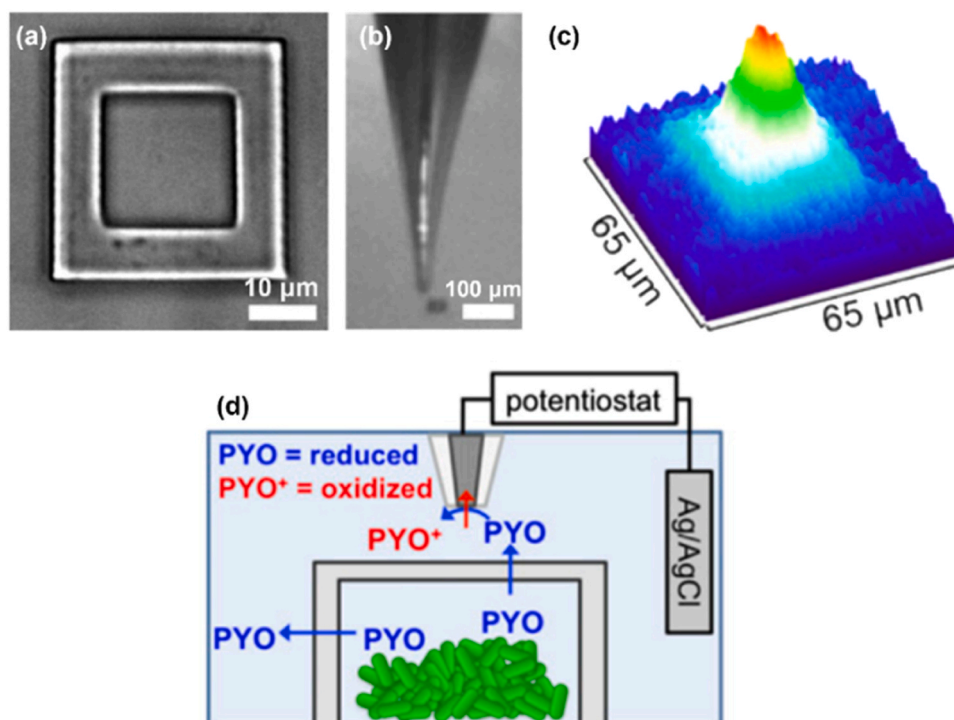 (a)
10 µm
(b)
100 µm
(c)
65 µm
65 µm
(d)
potentiostat
PYO = reduced
PYO⁺ = oxidized
PYO⁺
PYO
Ag/AgCl
PYO
PYO
PYO